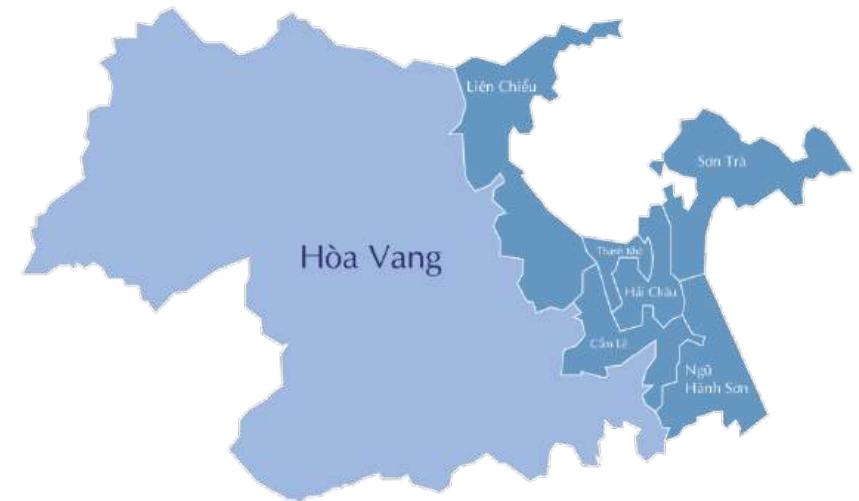 Liên Chiểu
Sơn Trà
Hòa Vang
Thanh Khê
Hải Châu
Cẩm Lệ
Ngũ
Hành Sơn